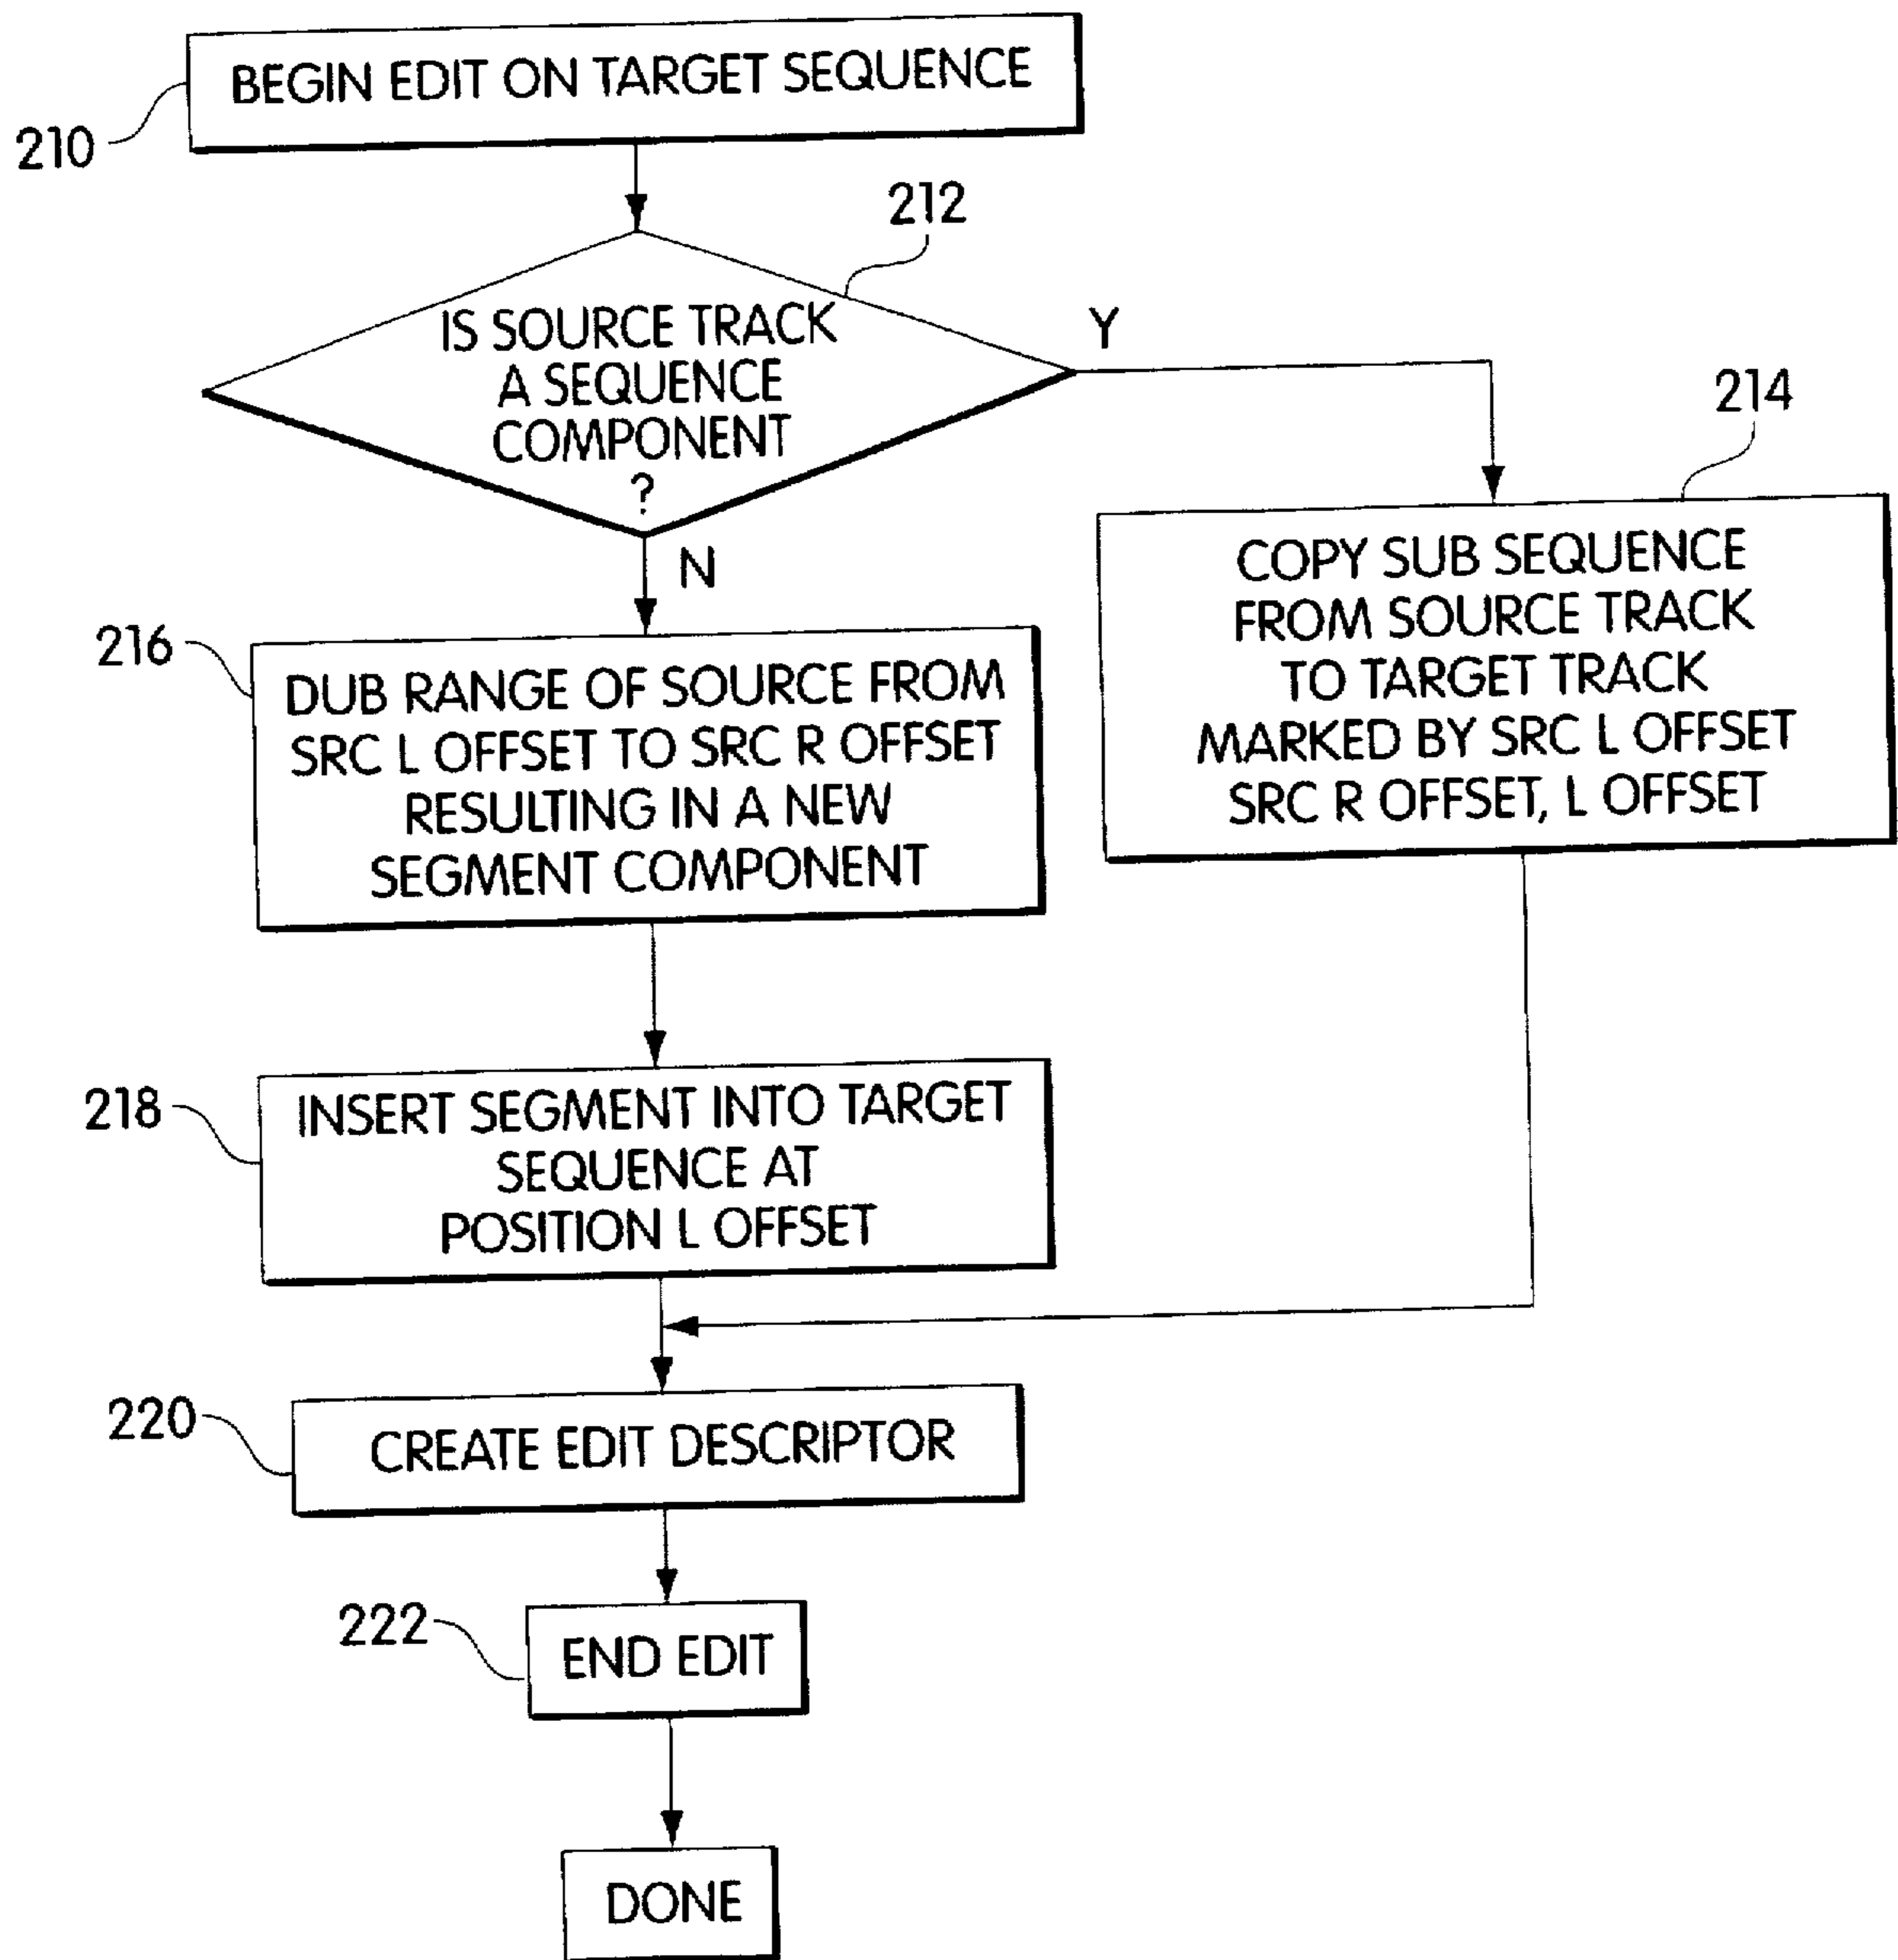 BEGIN EDIT ON TARGET SEQUENCE
210
212
IS SOURCE TRACK
A SEQUENCE
COMPONENT
?
Y
N
214
COPY SUB SEQUENCE
FROM SOURCE TRACK
TO TARGET TRACK
MARKED BY SRC L OFFSET
SRC R OFFSET, L OFFSET
216
DUB RANGE OF SOURCE FROM
SRC L OFFSET TO SRC R OFFSET
RESULTING IN A NEW
SEGMENT COMPONENT
218
INSERT SEGMENT INTO TARGET
SEQUENCE AT
POSITION L OFFSET
220
CREATE EDIT DESCRIPTOR
222
END EDIT
DONE